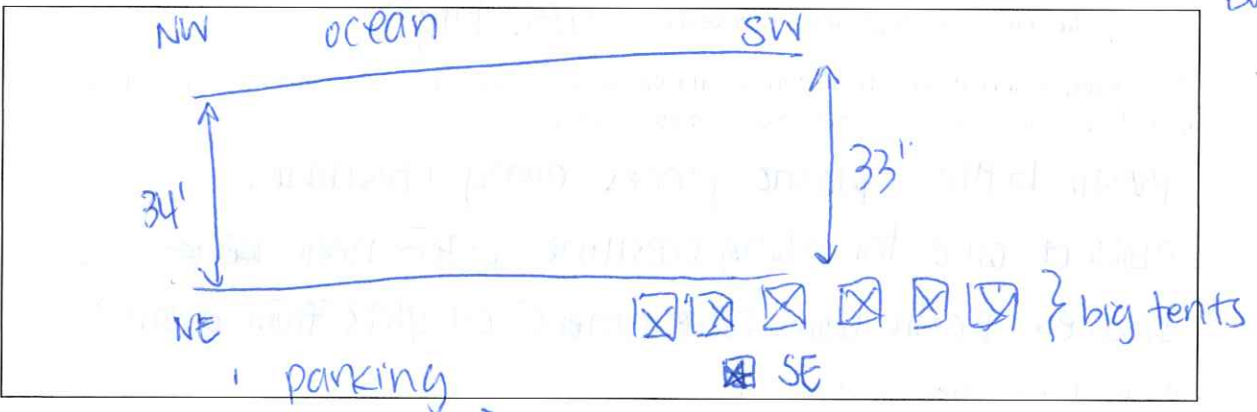 NW ocean SW
34' 33'
NE
big tents
SE
parking